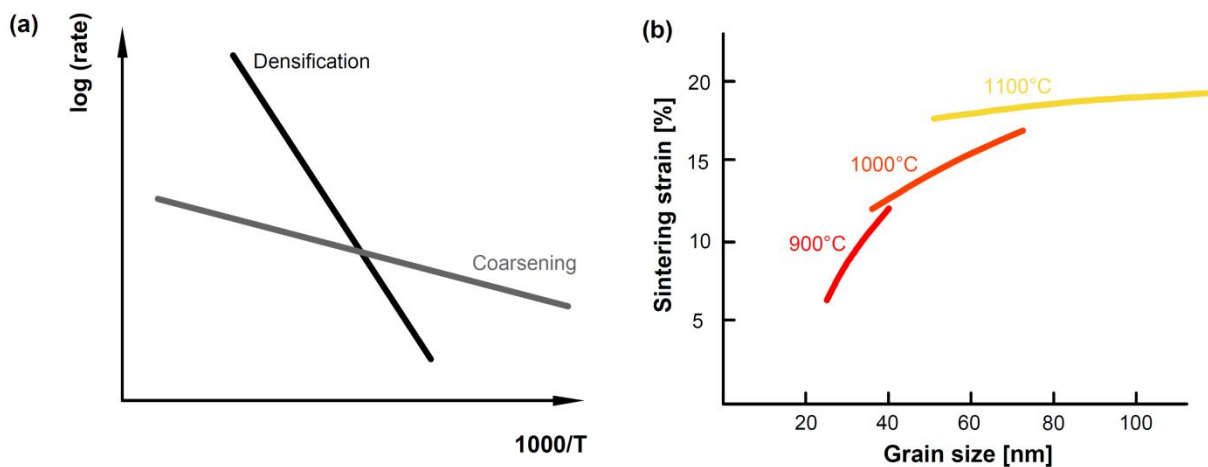 (a)
log (rate)
Densification
Coarsening
1000/T
(b)
Sintering strain [%]
20
15
10
5
1100°C
1000°C
900°C
20 40 60 80 100
Grain size [nm]